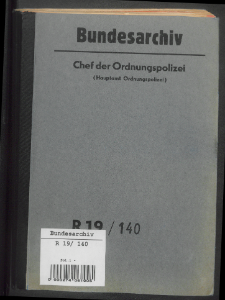 Bundesarchiv
Chef der Ordnungspolizei
(Hauptamt Ordnungspolizei)
R 19 / 140
Bundesarchiv
R 19/ 140